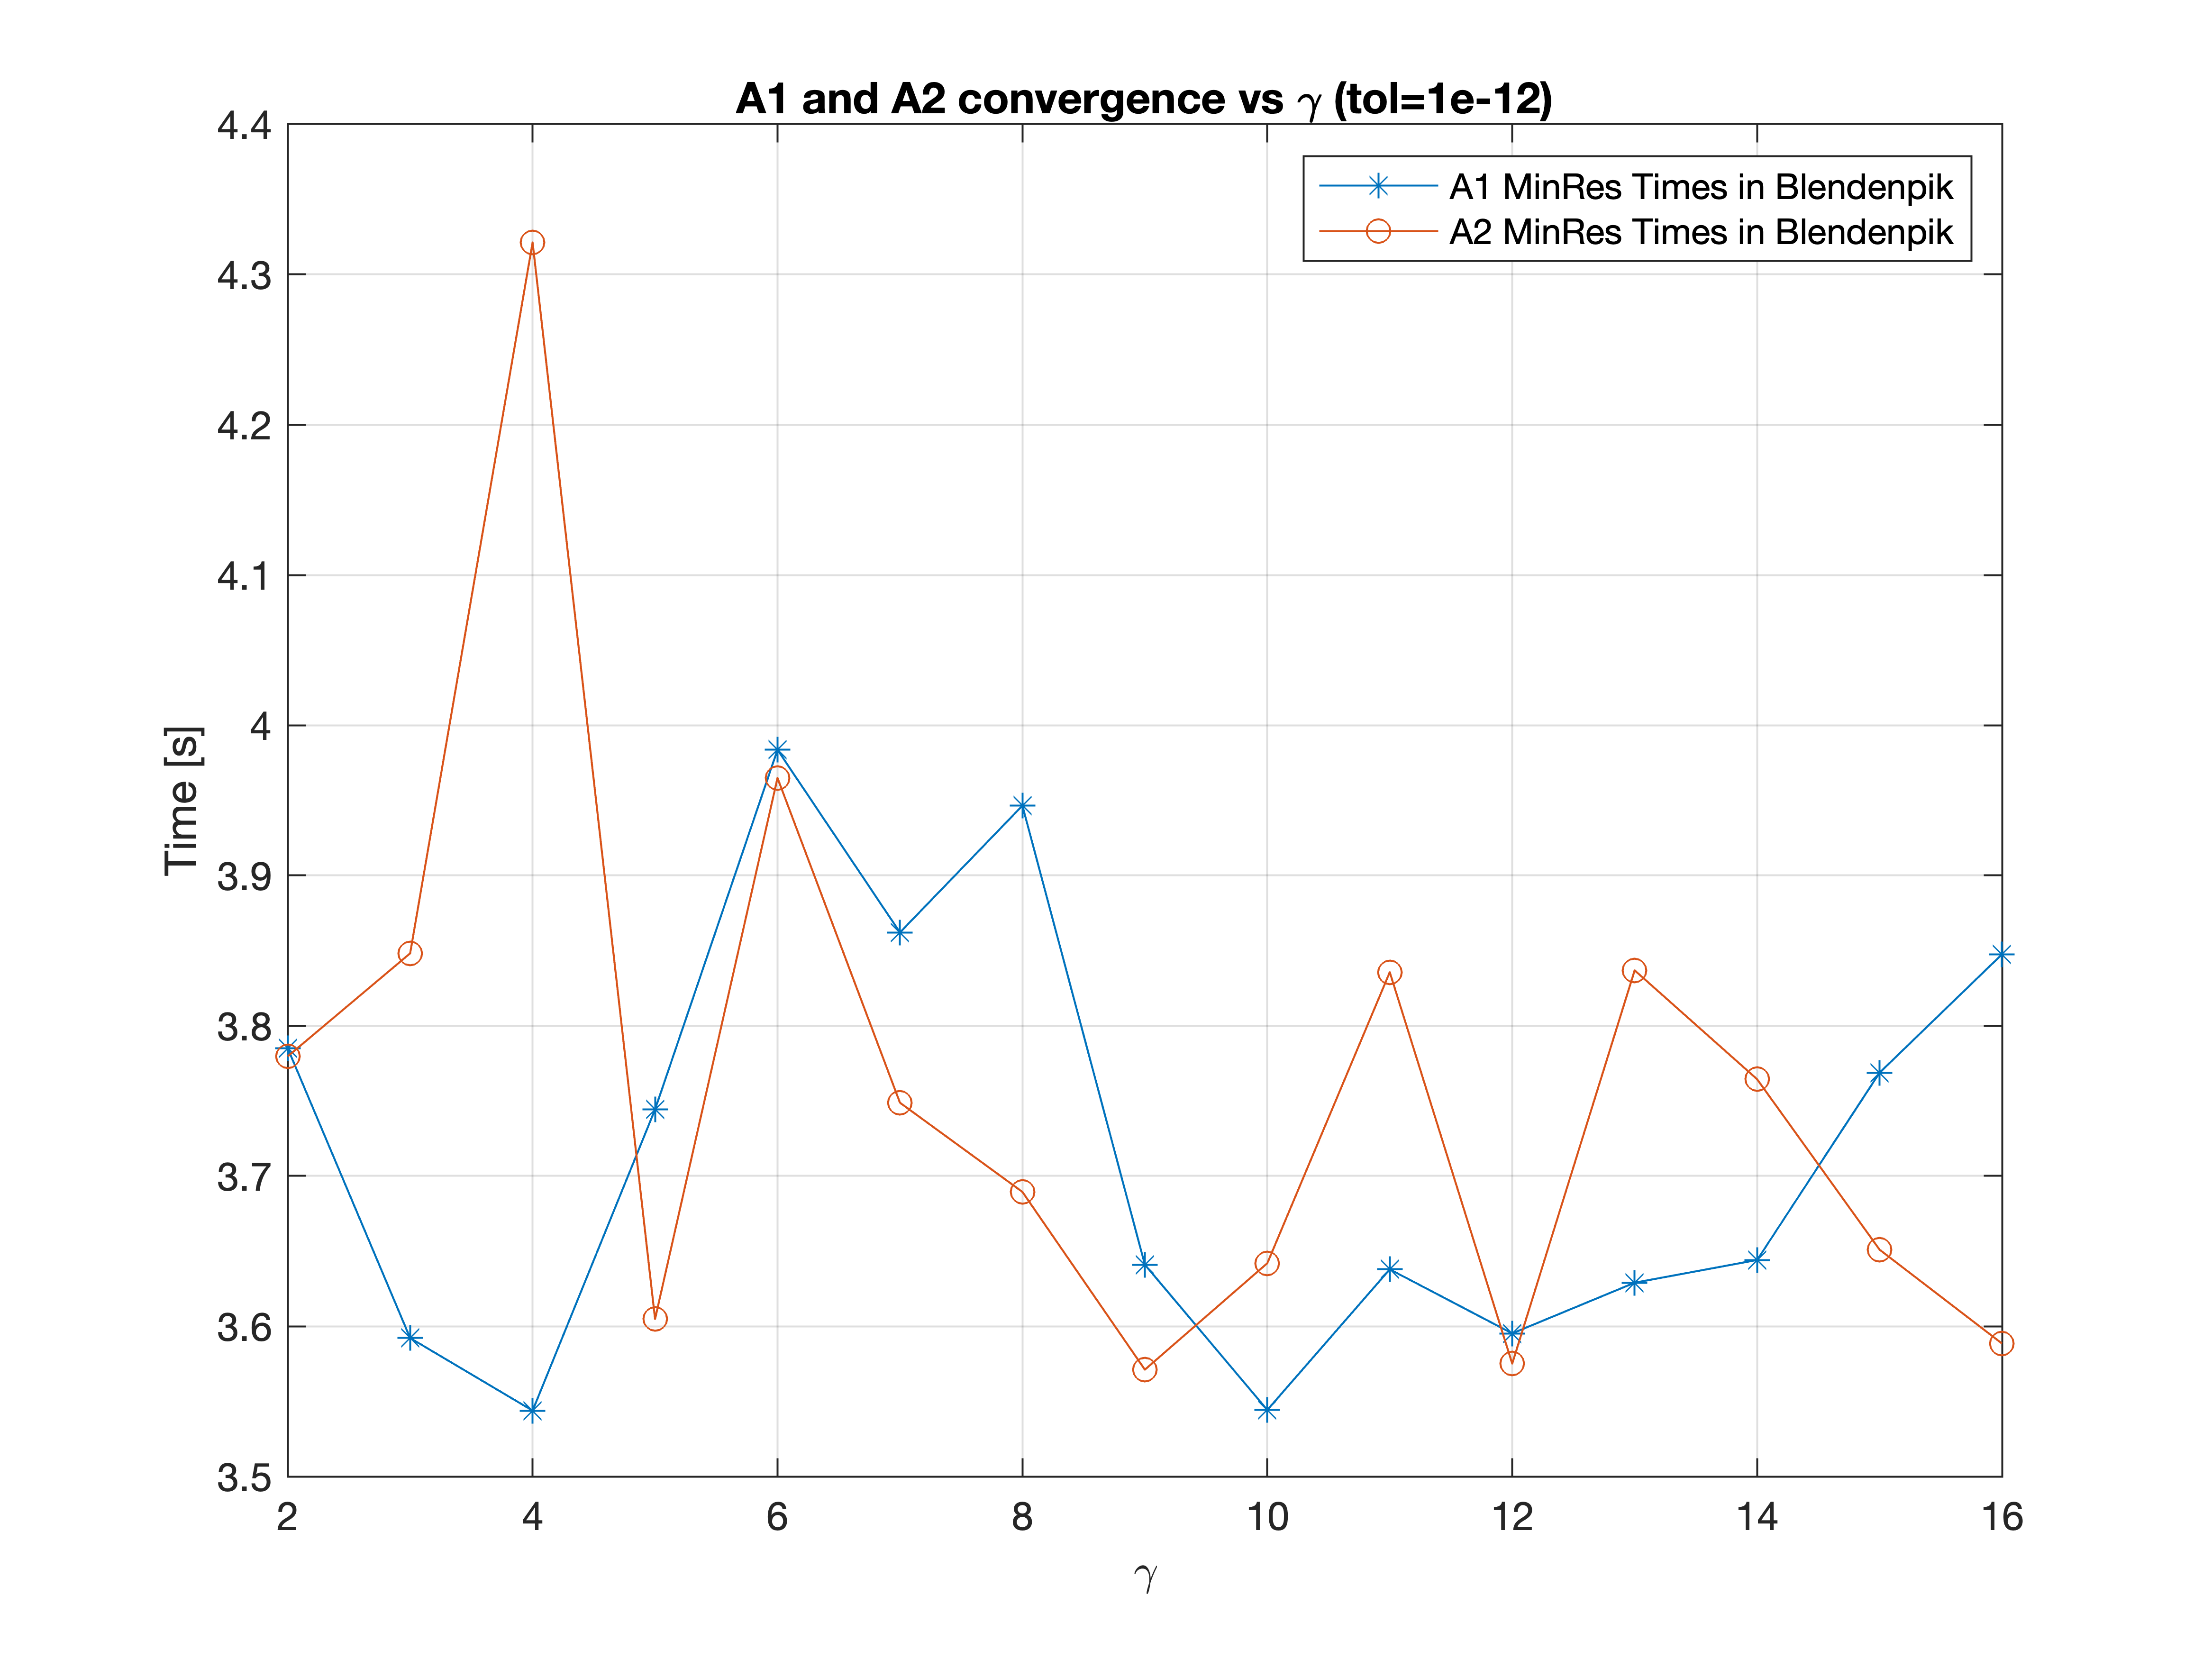 A1 and A2 convergence vs γ (tol=1e-12)
A1 MinRes Times in Blendenpik
A2 MinRes Times in Blendenpik
Time [s]
4.4
4.3
4.2
4.1
4
3.9
3.8
3.7
3.6
3.5
2 4 6 8 10 12 14 16
γ